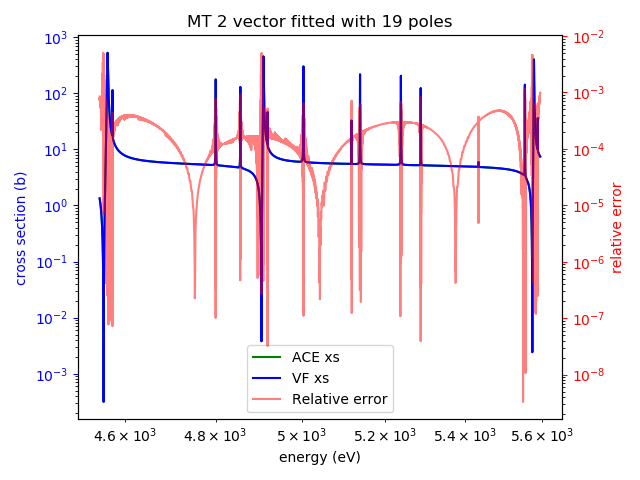 MT 2 vector fitted with 19 poles
10³
10²
10¹
10⁰
10⁻¹
10⁻²
10⁻³
cross section (b)
10⁻²
10⁻³
10⁻⁴
10⁻⁵
10⁻⁶
10⁻⁷
10⁻⁸
relative error
ACE xs
VF xs
Relative error
4.6 × 10³ 4.8 × 10³ 5 × 10³ 5.2 × 10³ 5.4 × 10³ 5.6 × 10³
energy (eV)